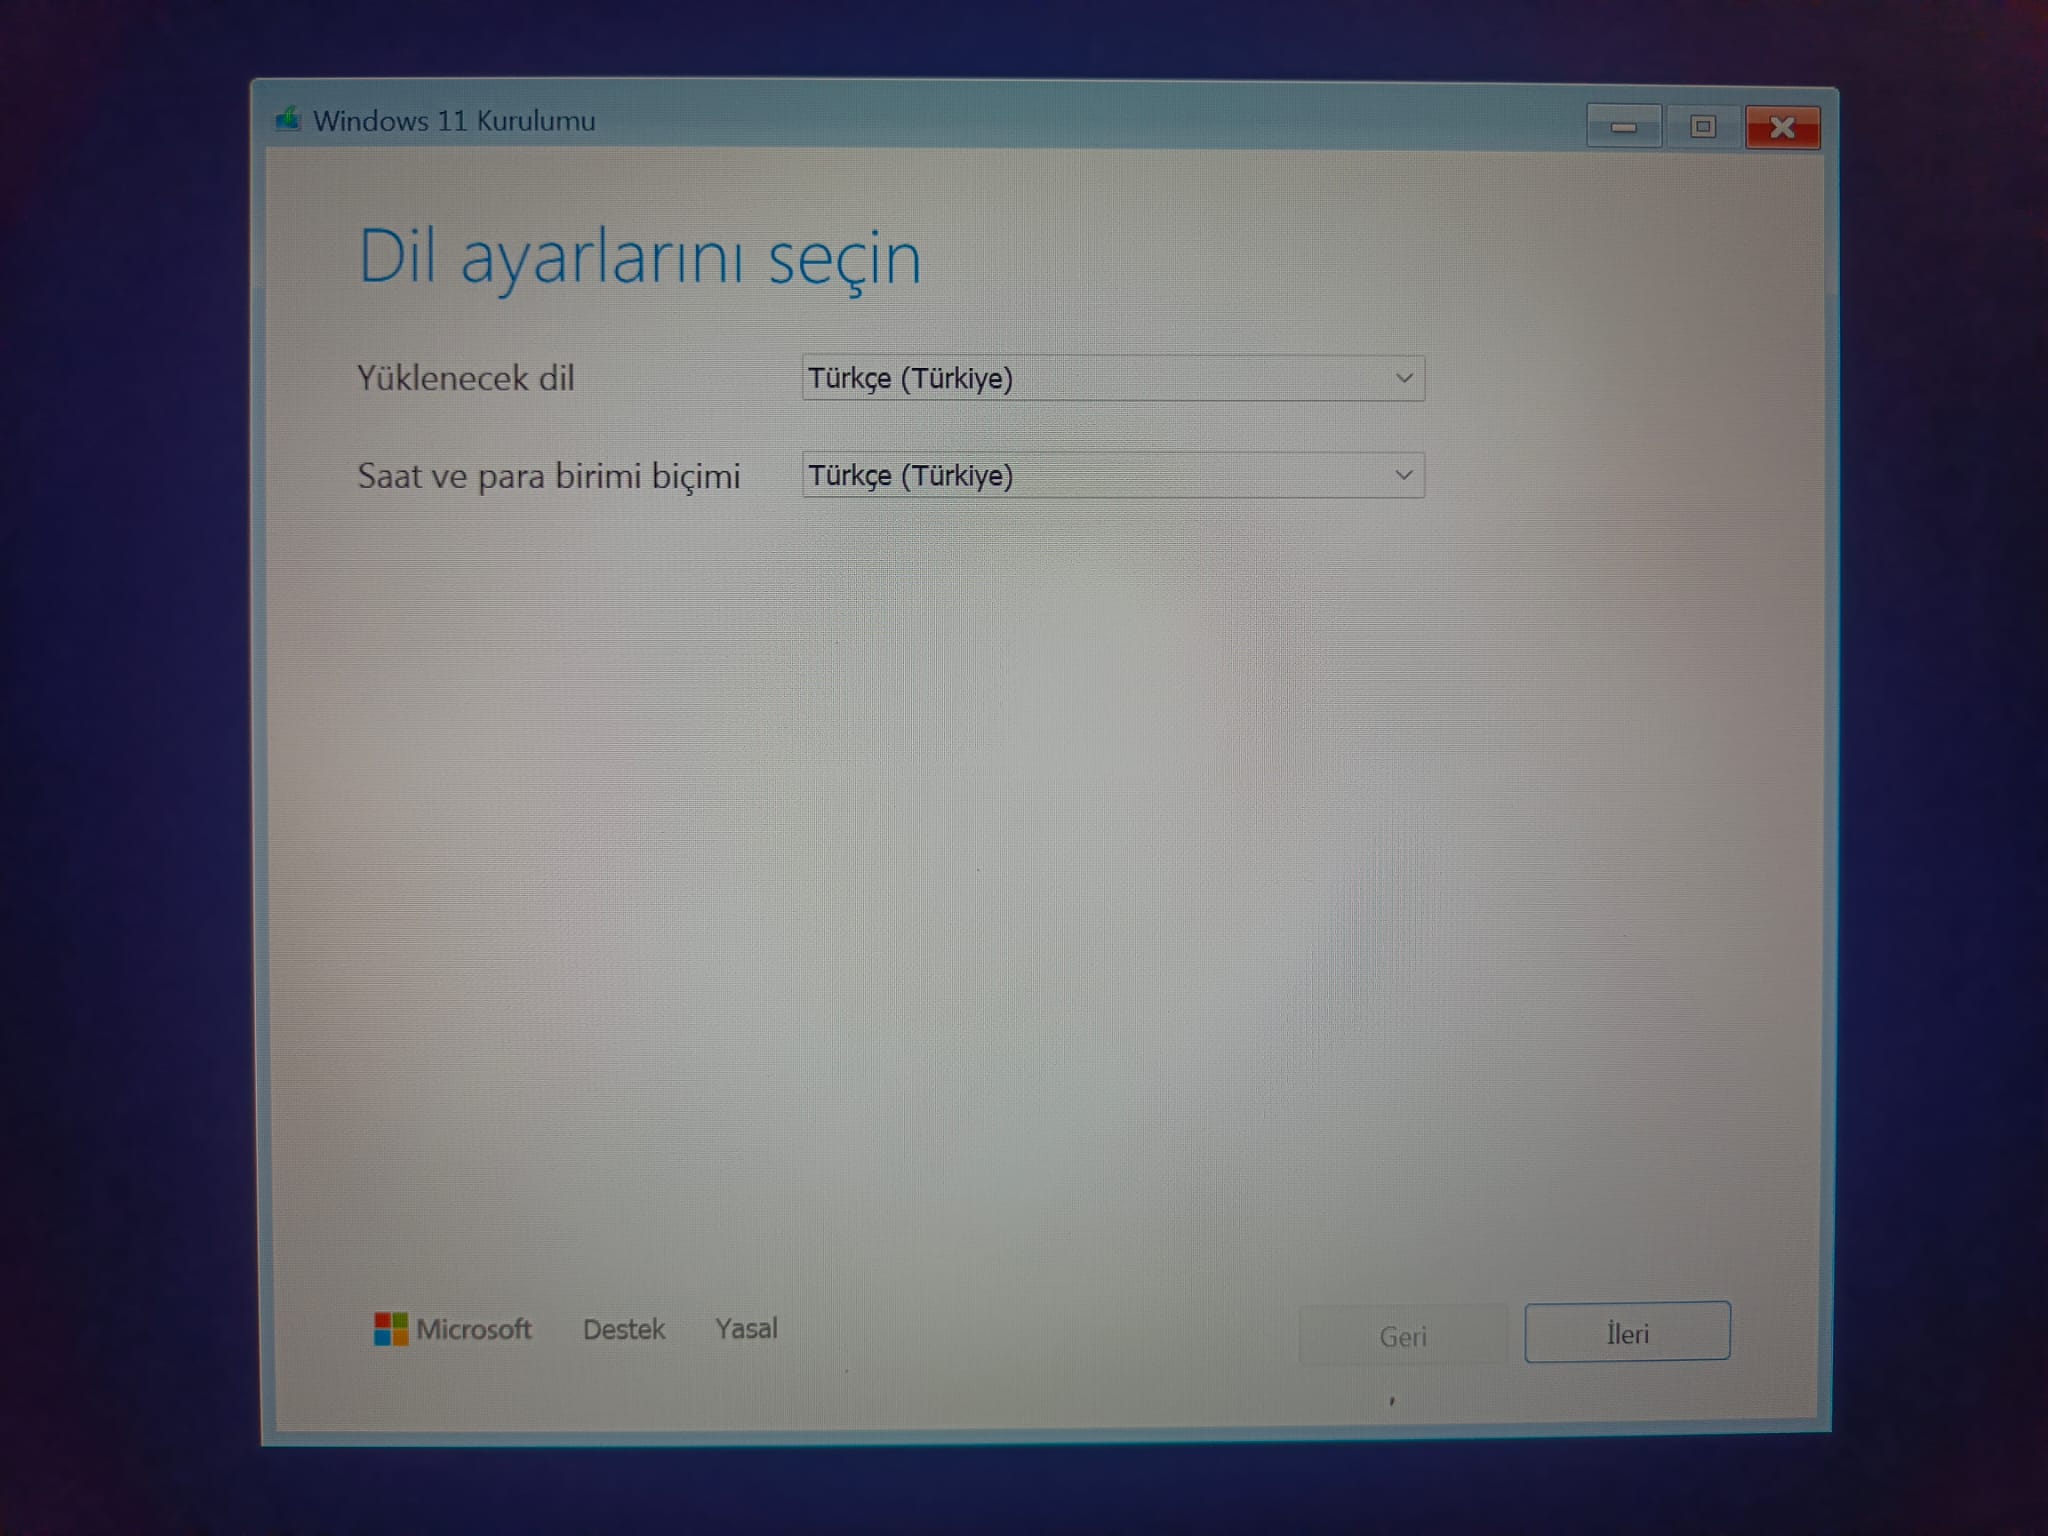 Windows 11 Kurulumu
Dil ayarlarını seçin
Yüklenecek dil Türkçe (Türkiye)
Saat ve para birimi biçimi Türkçe (Türkiye)
Microsoft Destek Yasal Geri İleri